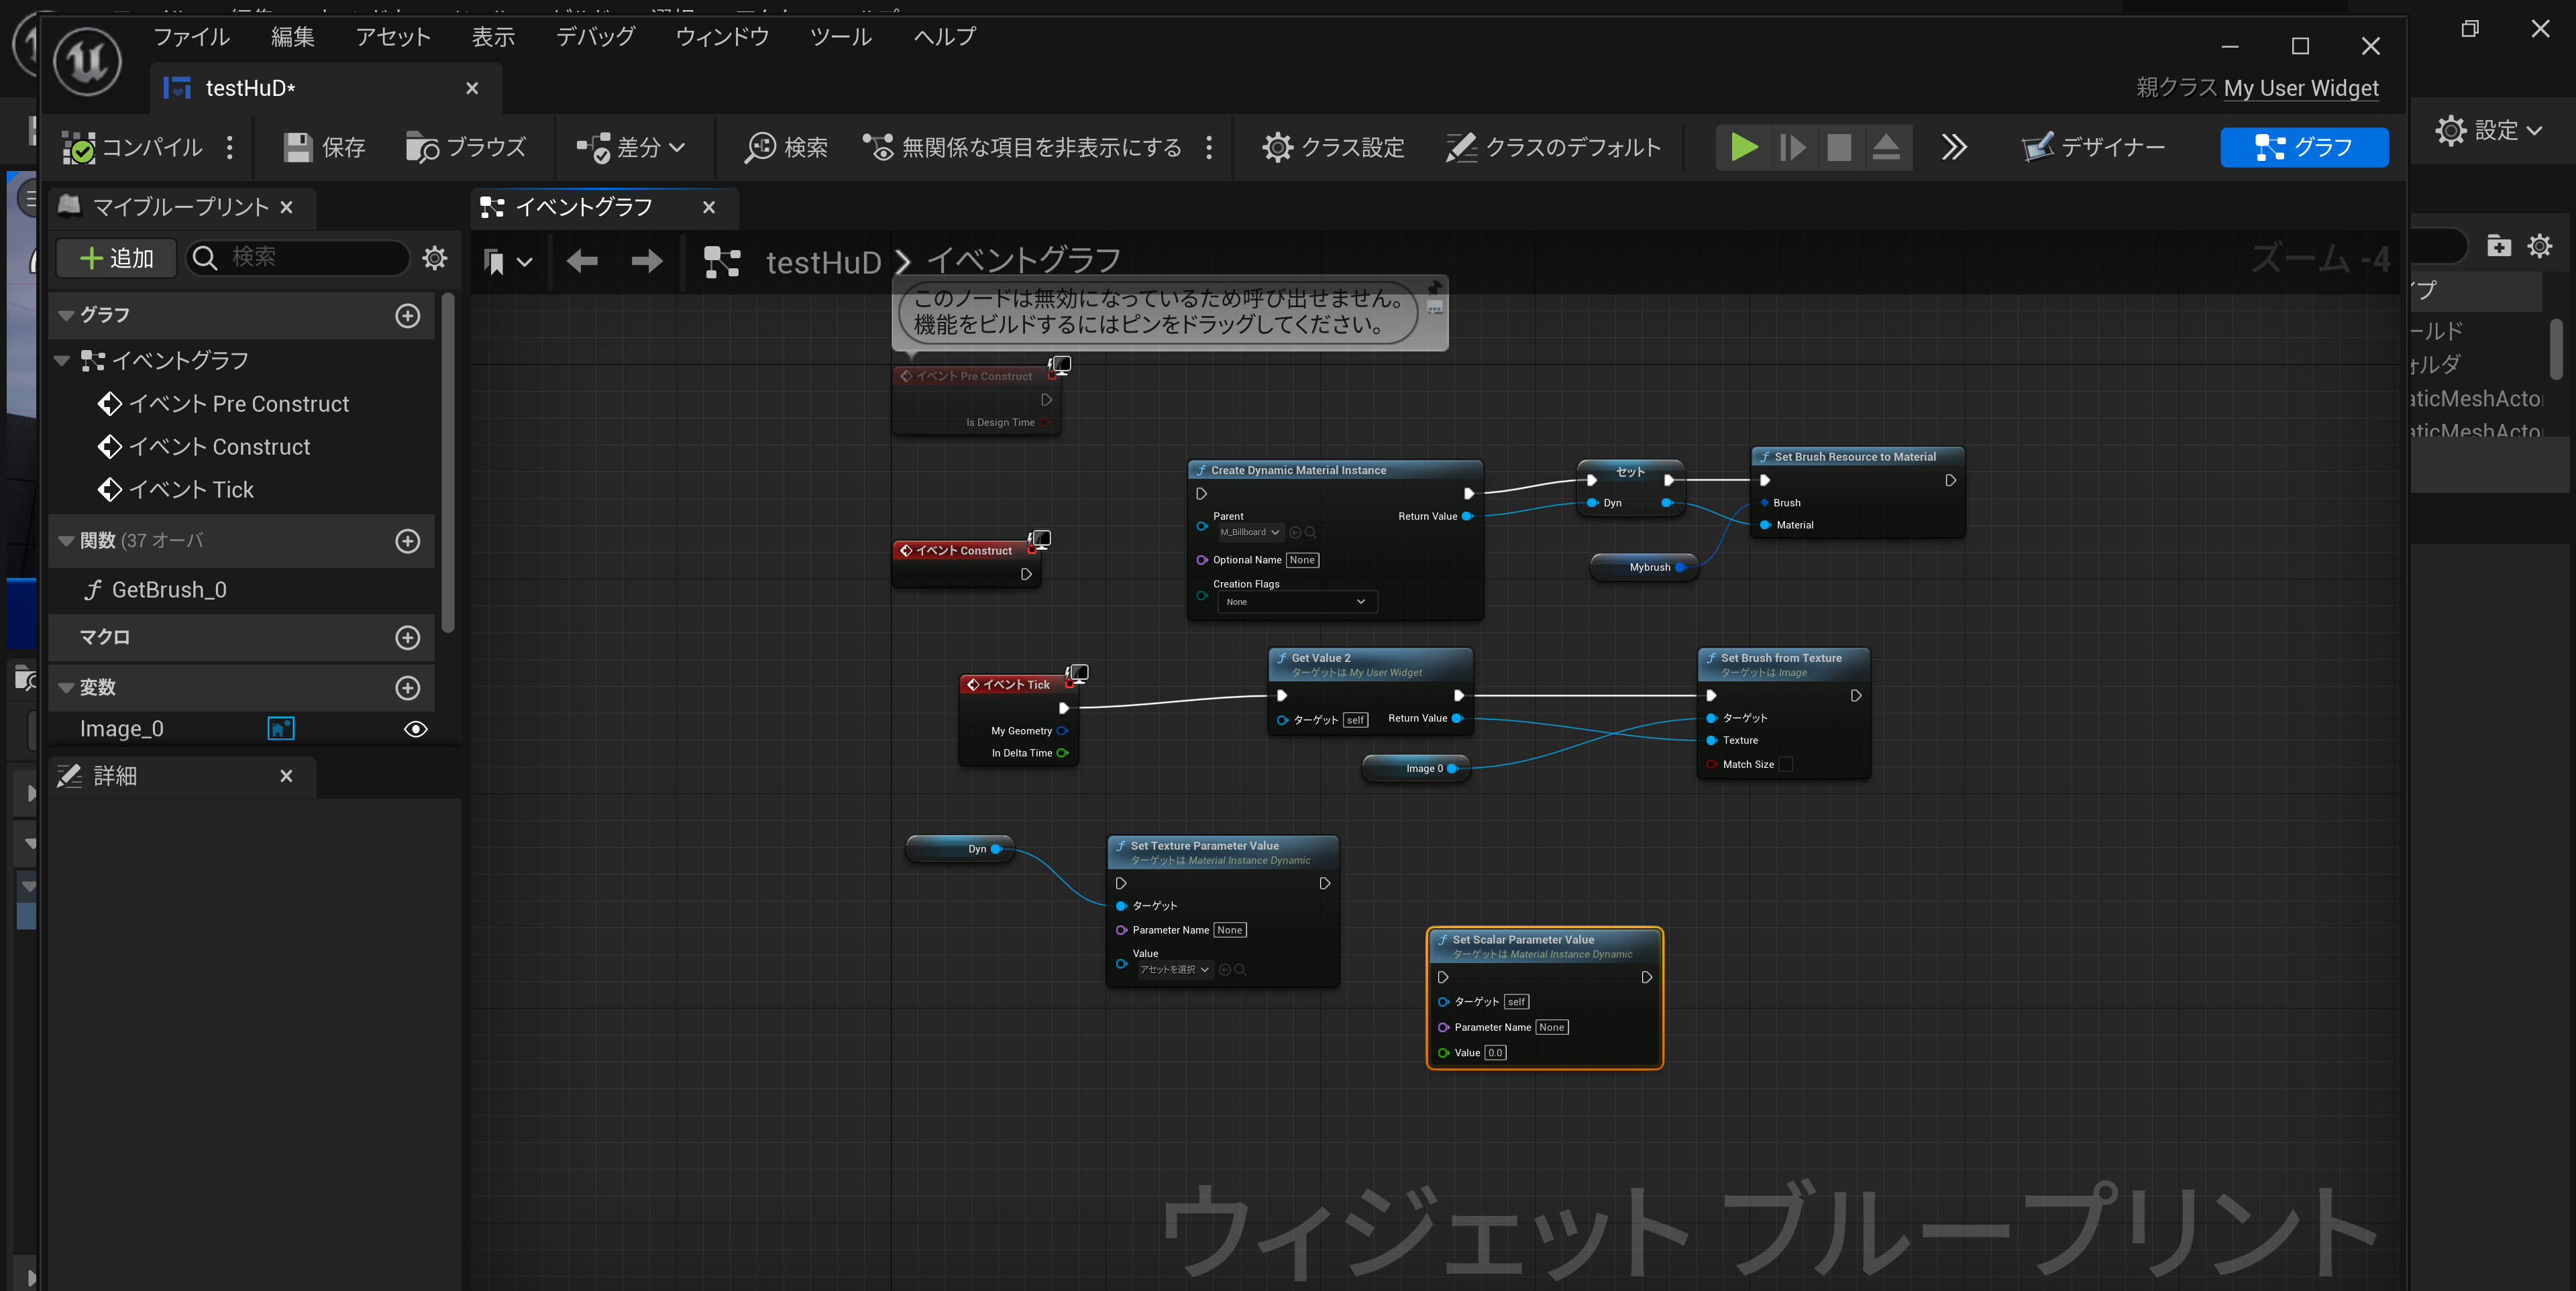 ファイル 編集 アセット 表示 デバッグ ウィンドウ ツール ヘルプ
testHuD*
親クラス My User Widget
コンパイル 保存 ブラウズ 差分 検索 無関係な項目を非表示にする クラス設定 クラスのデフォルト デザイナー グラフ
設定
マイブループリント
イベントグラフ
追加
検索
testHuD イベントグラフ
ズーム -4
グラフ
イベントグラフ
イベント Pre Construct
イベント Construct
イベント Tick
関数 (37 オーバ
GetBrush_0
マクロ
変数
Image_0
詳細
このノードは無効になっているため呼び出せません。
機能をビルドするにはピンをドラッグしてください。
イベント Pre Construct
Is Design Time
Create Dynamic Material Instance
Parent
M_Billboard
Return Value
Optional Name None
Creation Flags
None
セット
Dyn
Set Brush Resource to Material
Brush
Material
Mybrush
イベント Construct
イベント Tick
My Geometry
In Delta Time
Get Value 2
ターゲットは My User Widget
ターゲット self
Return Value
Image 0
Set Brush from Texture
ターゲットは Image
ターゲット
Texture
Match Size
Dyn
Set Texture Parameter Value
ターゲットは Material Instance Dynamic
ターゲット
Parameter Name None
Value
アセットを選択
Set Scalar Parameter Value
ターゲットは Material Instance Dynamic
ターゲット self
Parameter Name None
Value 0.0
ウィジェット ブループリント
イプ
ールド
ォルダ
aticMeshActo
aticMeshActo